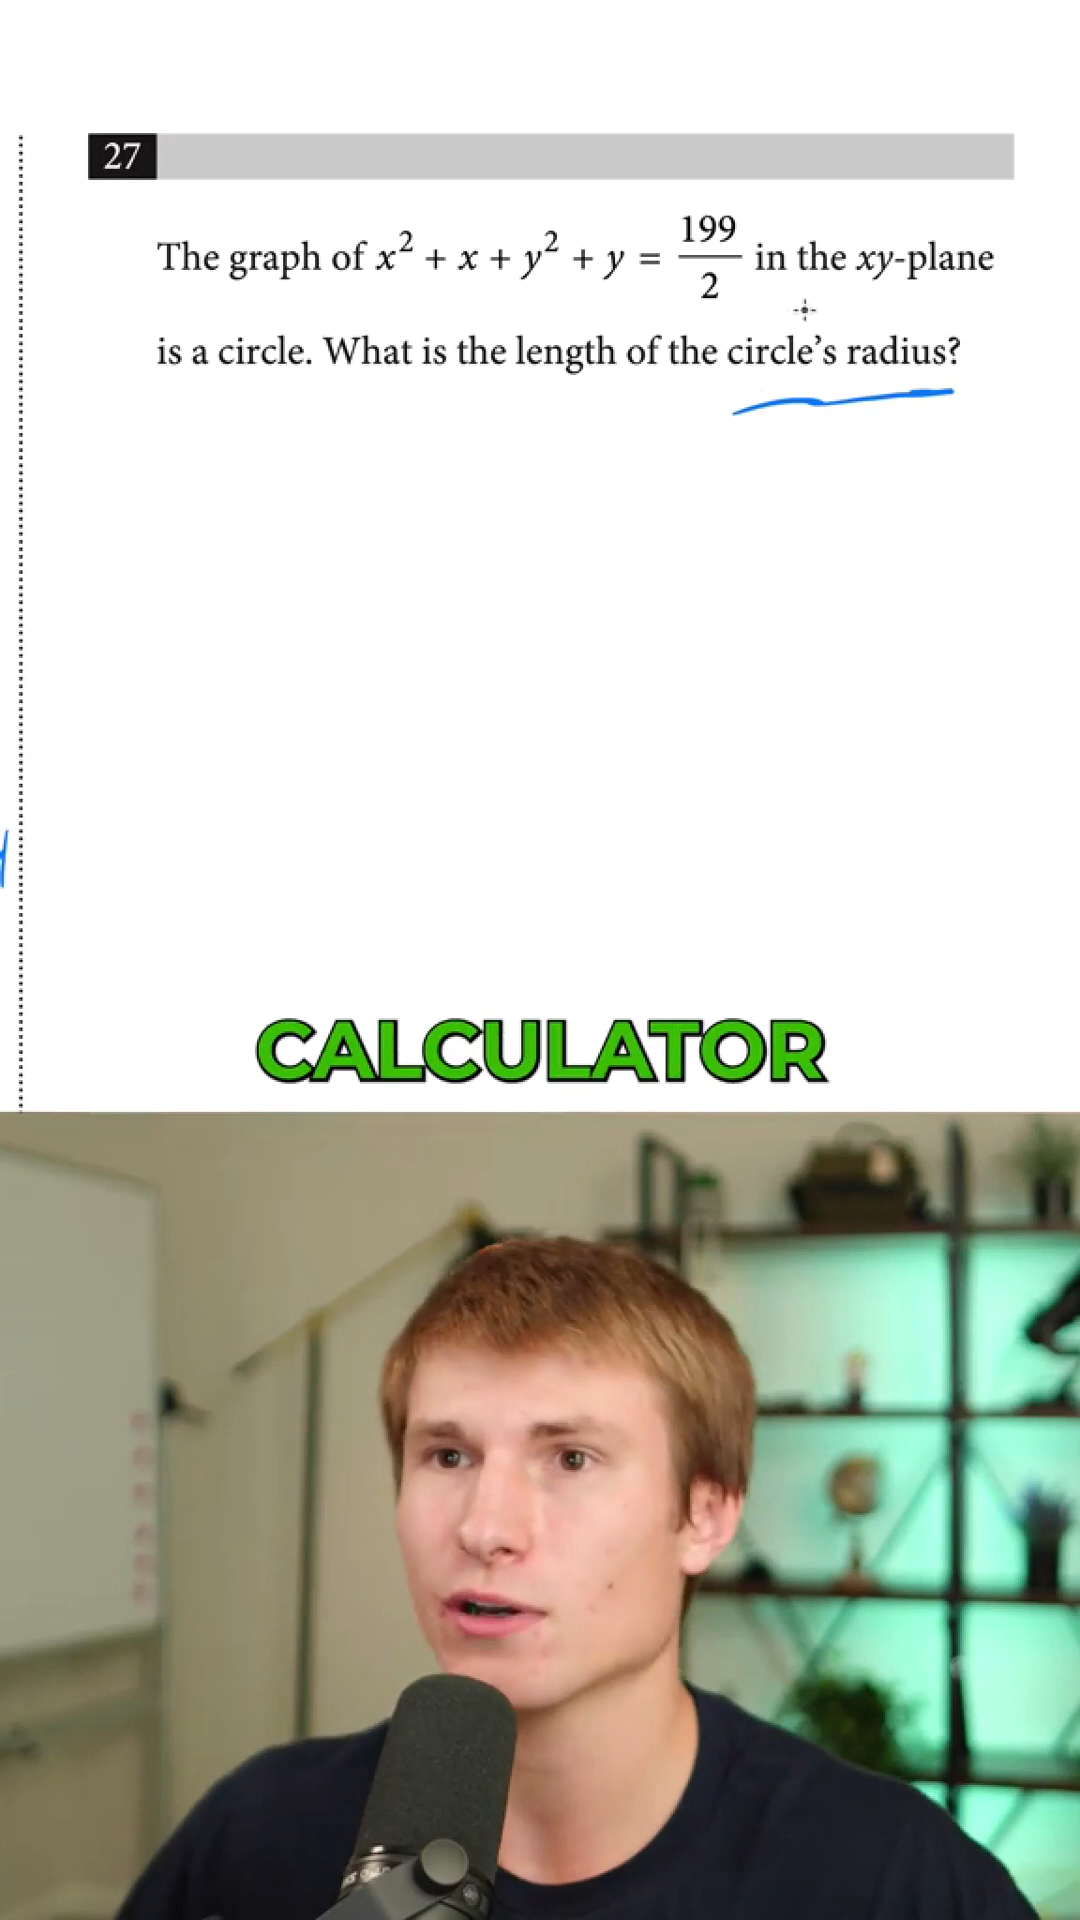 27
The graph of x² + x + y² + y = 199/2 in the xy-plane
is a circle. What is the length of the circle's radius?
CALCULATOR